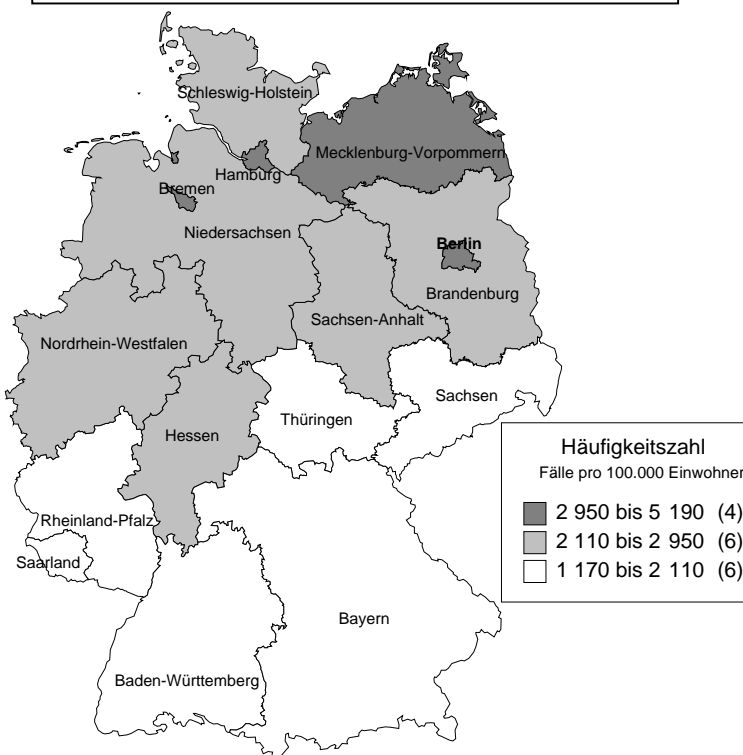 Schleswig-Holstein
Mecklenburg-Vorpommern
Hamburg
Bremen
Niedersachsen
Berlin
Brandenburg
Sachsen-Anhalt
Nordrhein-Westfalen
Sachsen
Thüringen
Hessen
Häufigkeitszahl
Fälle pro 100.000 Einwohner
2 950 bis 5 190 (4)
2 110 bis 2 950 (6)
1 170 bis 2 110 (6)
Rheinland-Pfalz
Saarland
Bayern
Baden-Württemberg